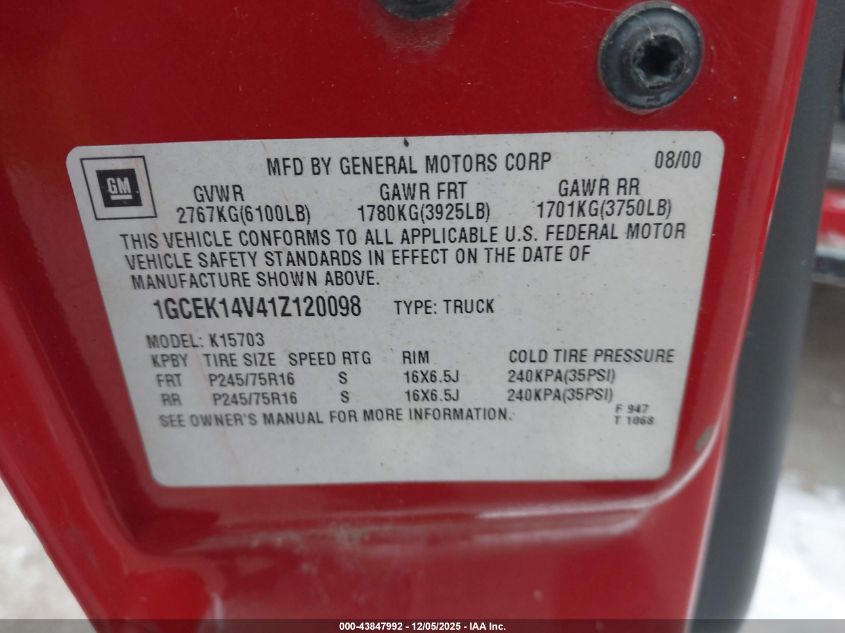 GM
MFD BY GENERAL MOTORS CORP 08/00
GVWR GAWR FRT GAWR RR
2767KG(6100LB) 1780KG(3925LB) 1701KG(3750LB)
THIS VEHICLE CONFORMS TO ALL APPLICABLE U.S. FEDERAL MOTOR
VEHICLE SAFETY STANDARDS IN EFFECT ON THE DATE OF
MANUFACTURE SHOWN ABOVE.
1GCEK14V41Z120098 TYPE: TRUCK
MODEL: K15703
KPBY TIRE SIZE SPEED RTG RIM COLD TIRE PRESSURE
FRT P245/75R16 S 16X6.5J 240KPA(35PSI)
RR P245/75R16 S 16X6.5J 240KPA(35PSI)
SEE OWNER'S MANUAL FOR MORE INFORMATION.
F 947
T 1068
000-43847992 - 12/05/2025 - IAA Inc.